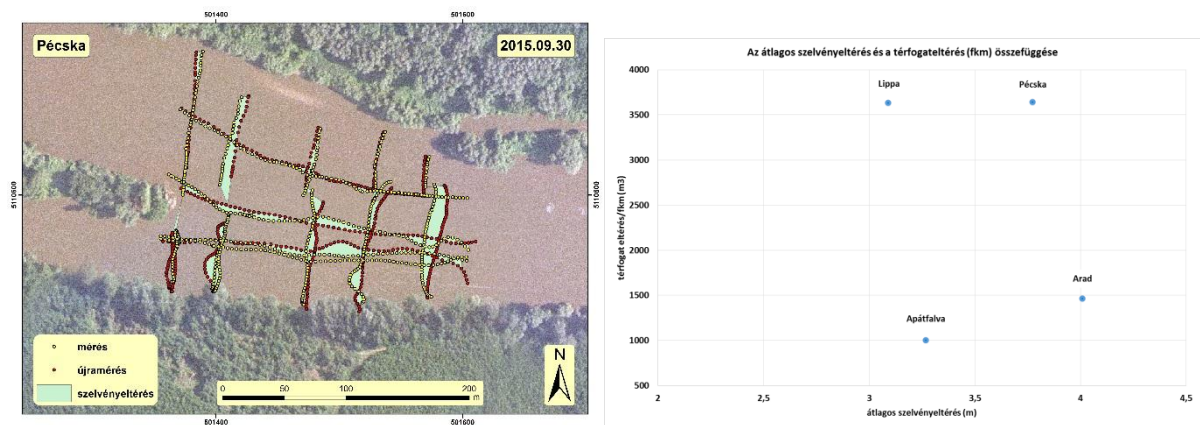 501400
501600
Pécska
2015.09.30
5110600
5110600
mérés
újramérés
szelvényeltérés
N
0
50
100
200
m
501400
501600
Az átlagos szelvényeltérés és a térfogateltérés (fkm) összefüggése
4000
3500
3000
2500
2000
1500
1000
500
térfogat eltérés/fkm (m3)
Lippa
Pécska
Arad
Apátfalva
2
2,5
3
3,5
4
4,5
átlagos szelvényeltérés (m)